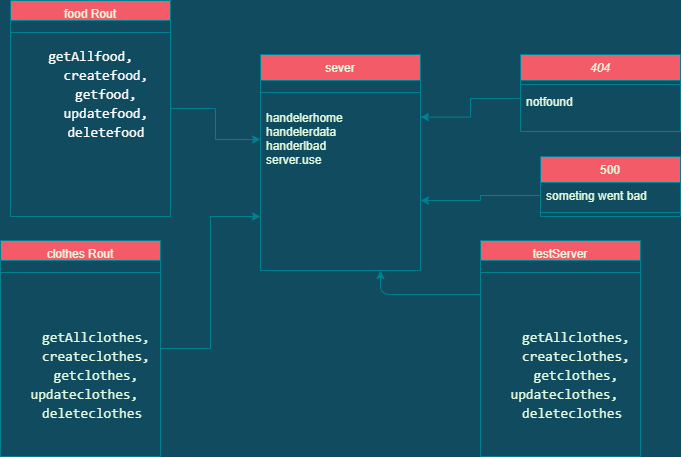 food Rout
getAllfood,
createfood,
getfood,
updatefood,
deletefood
sever
handelerhome
handelerdata
handerlbad
server.use
404
notfound
500
someting went bad
clothes Rout
getAllclothes,
createclothes,
getclothes,
updateclothes,
deleteclothes
testServer
getAllclothes,
createclothes,
getclothes,
updateclothes,
deleteclothes